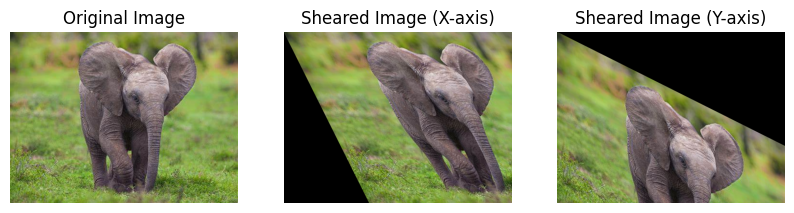 Original Image
Sheared Image (X-axis)
Sheared Image (Y-axis)